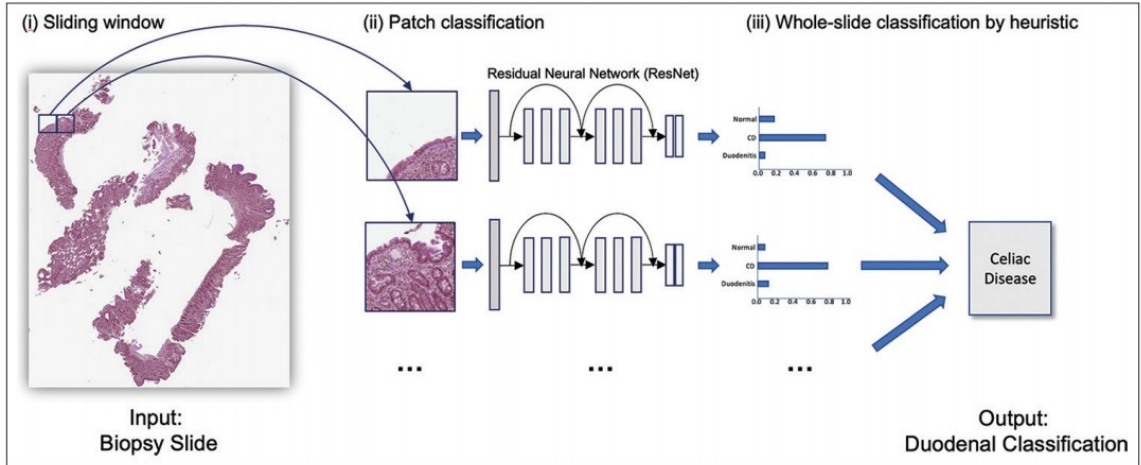 (i) Sliding window
(ii) Patch classification
(iii) Whole-slide classification by heuristic
Residual Neural Network (ResNet)
Normal
CD
Duodenitis
0.0 0.2 0.4 0.6 0.8 1.0
Normal
CD
Duodenitis
0.0 0.2 0.4 0.6 0.8 1.0
Celiac
Disease
...
...
...
Input:
Biopsy Slide
Output:
Duodenal Classification